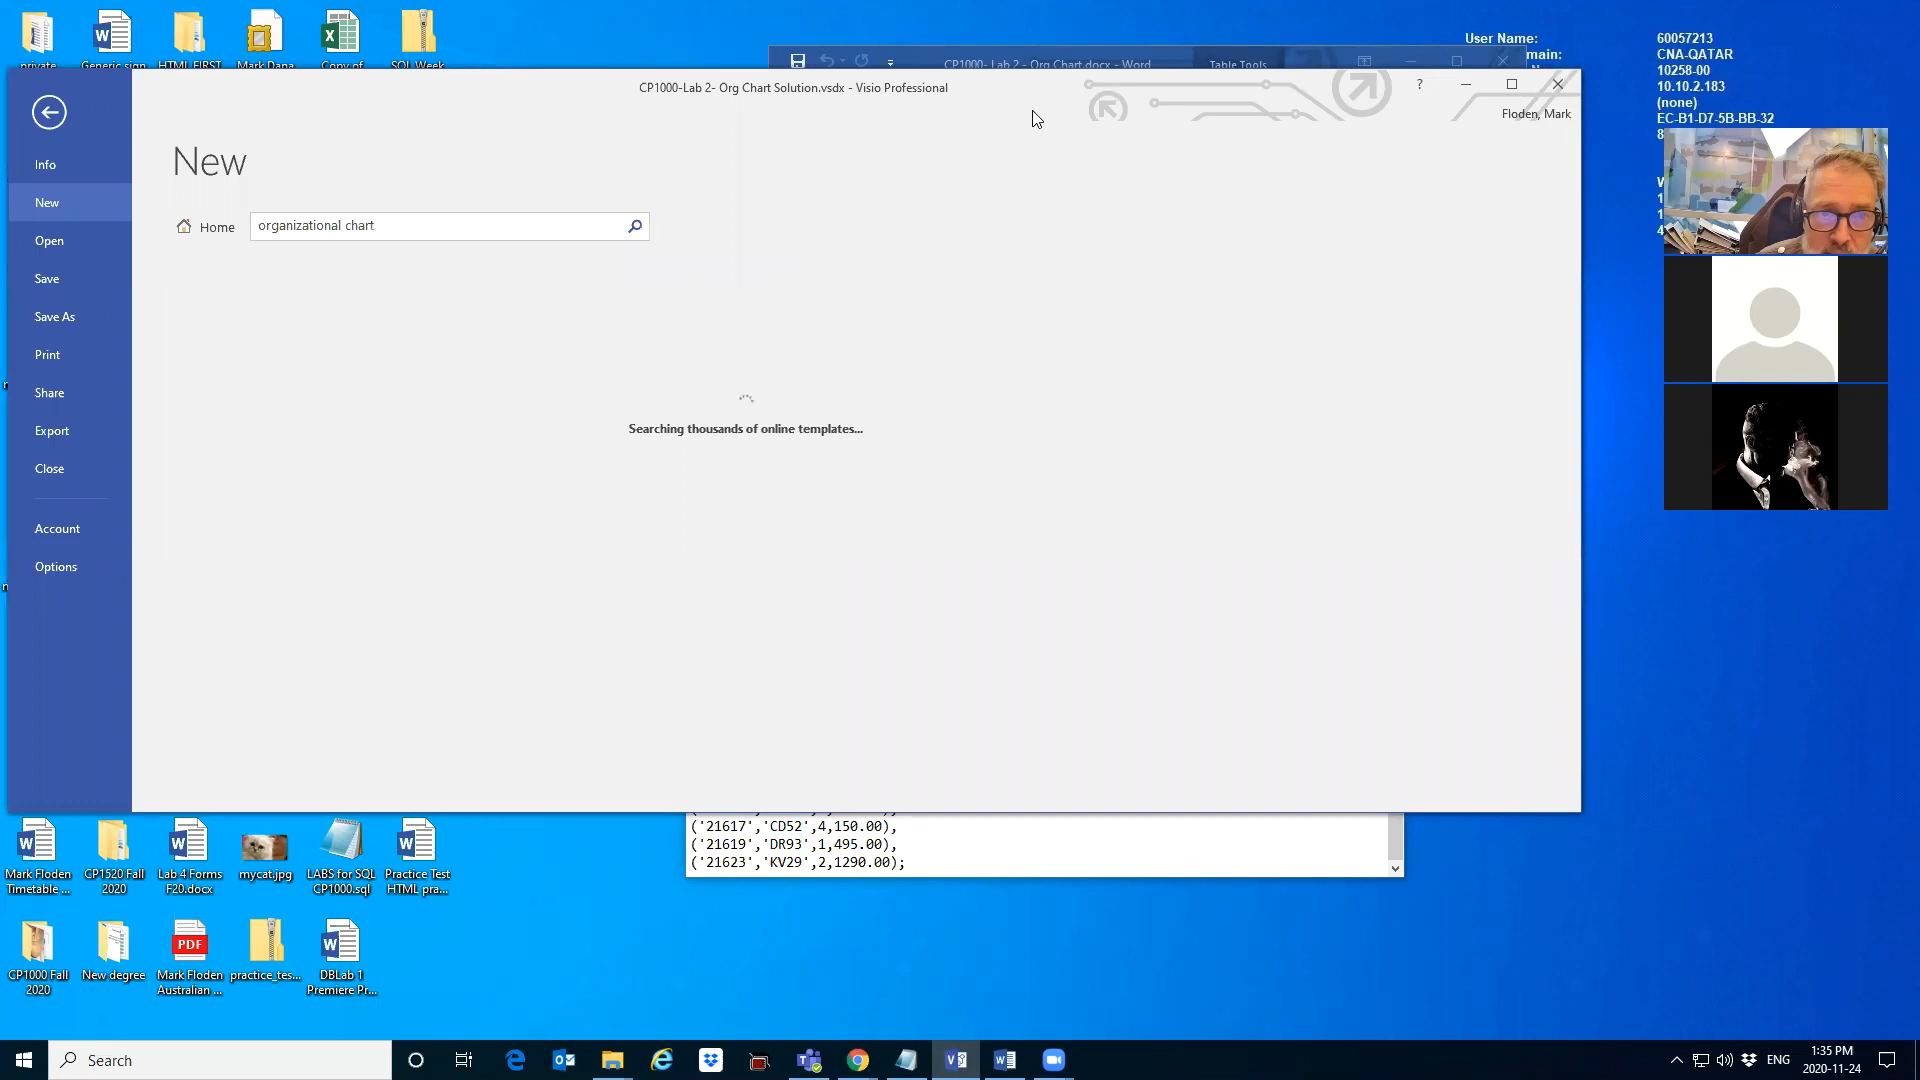 private
Generic sign
HTML FIRST
Mark Dana
Copy of
SQL Week
User Name:
60057213
main:
CNA-QATAR
10258-00
10.10.2.183
(none)
EC-B1-D7-5B-BB-32
8
CP1000- Lab 2 - Org Chart.docx - Word
Table Tools
CP1000-Lab 2- Org Chart Solution.vsdx - Visio Professional
?
Floden, Mark
Info
New
Open
Save
Save As
Print
Share
Export
Close
Account
Options
New
Home
organizational chart
Searching thousands of online templates...
('21617','CD52',4,150.00),
('21619','DR93',1,495.00),
('21623','KV29',2,1290.00);
Mark Floden
Timetable ...
CP1520 Fall
2020
Lab 4 Forms
F20.docx
mycat.jpg
LABS for SQL
CP1000.sql
Practice Test
HTML pra...
CP1000 Fall
2020
New degree
PDF
Mark Floden
Australian ...
practice_tes...
DBLab 1
Premiere Pr...
Search
ENG
1:35 PM
2020-11-24